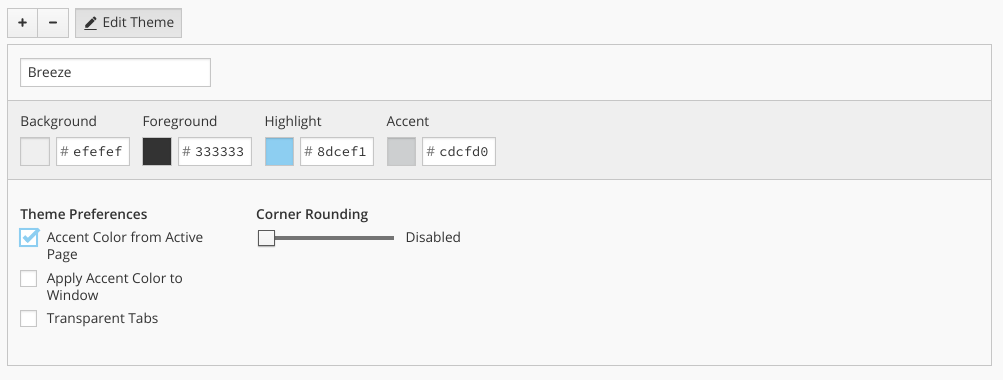 + − Edit Theme
Breeze
Background Foreground Highlight Accent
# efefef # 333333 # 8dcef1 # cdcfd0
Theme Preferences Corner Rounding
Accent Color from Active Disabled
Page
Apply Accent Color to
Window
Transparent Tabs